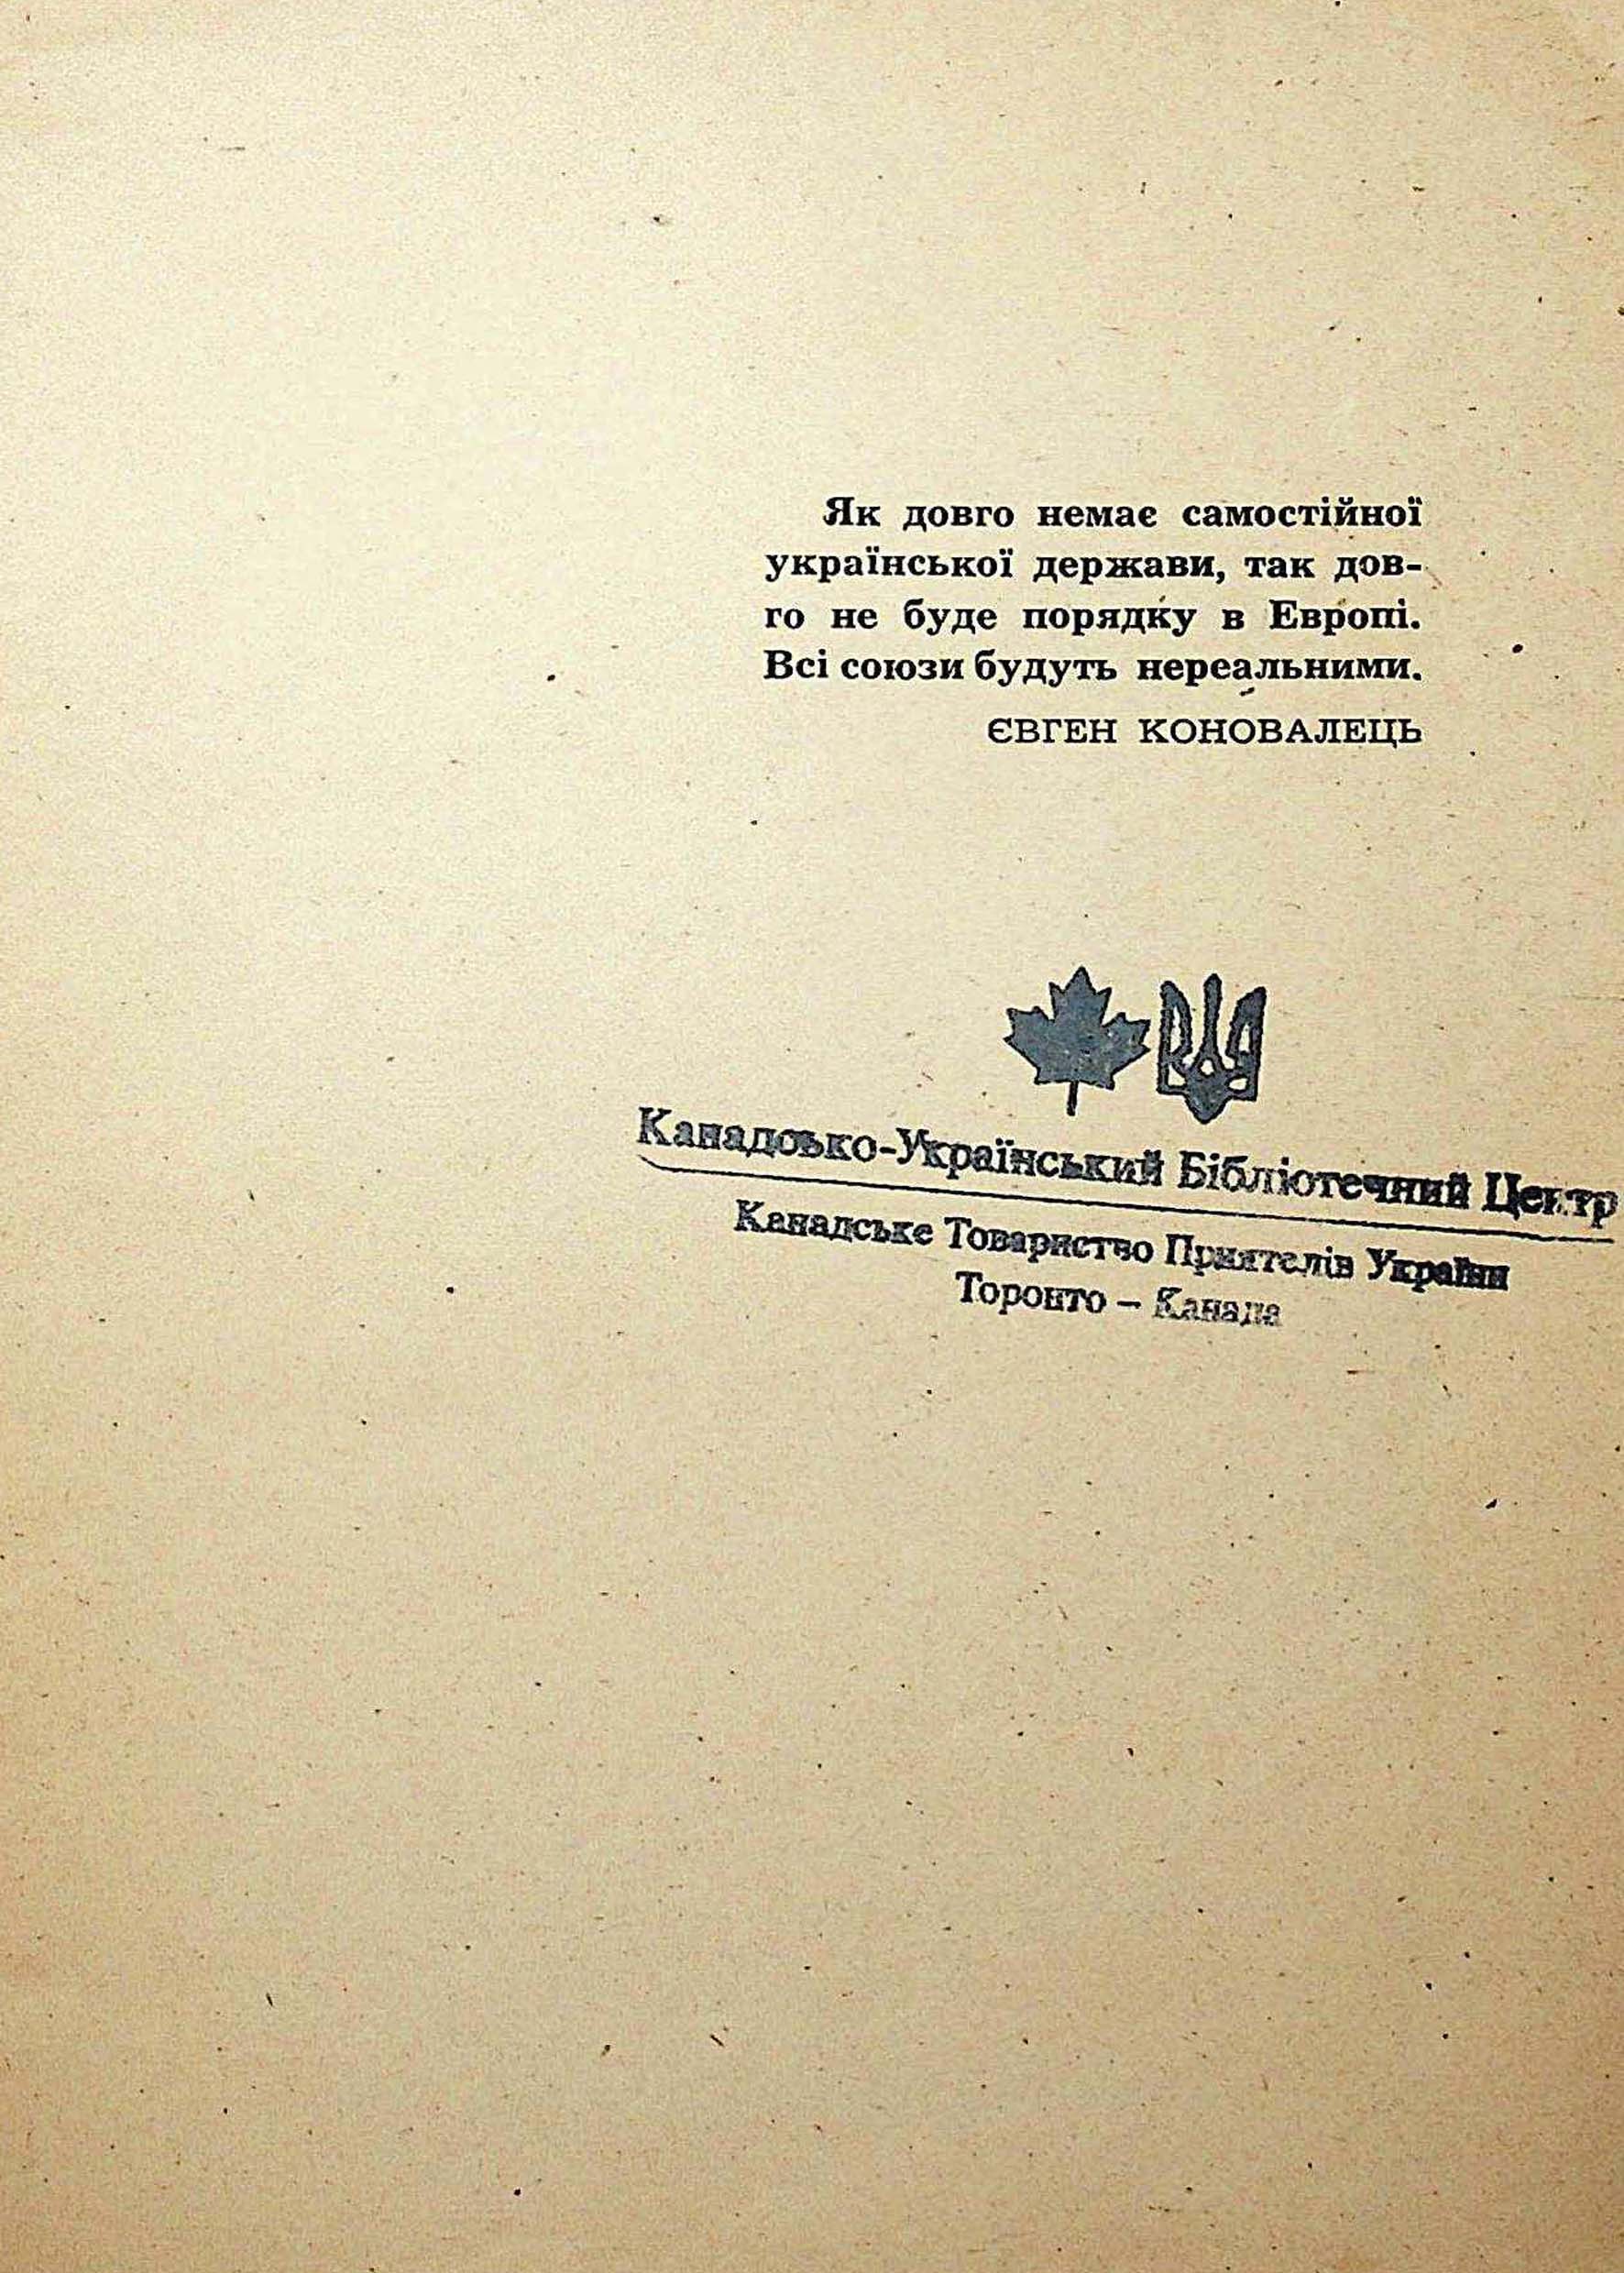 Як довго немає самостійної
української держави, так дов-
го не буде порядку в Европі.
Всі союзи будуть нереальними.
ЄВГЕН КОНОВАЛЕЦЬ
Канадсько-Український Бібліотечний Центр
Канадське Товариство Приятелів України
Торонто – Канада